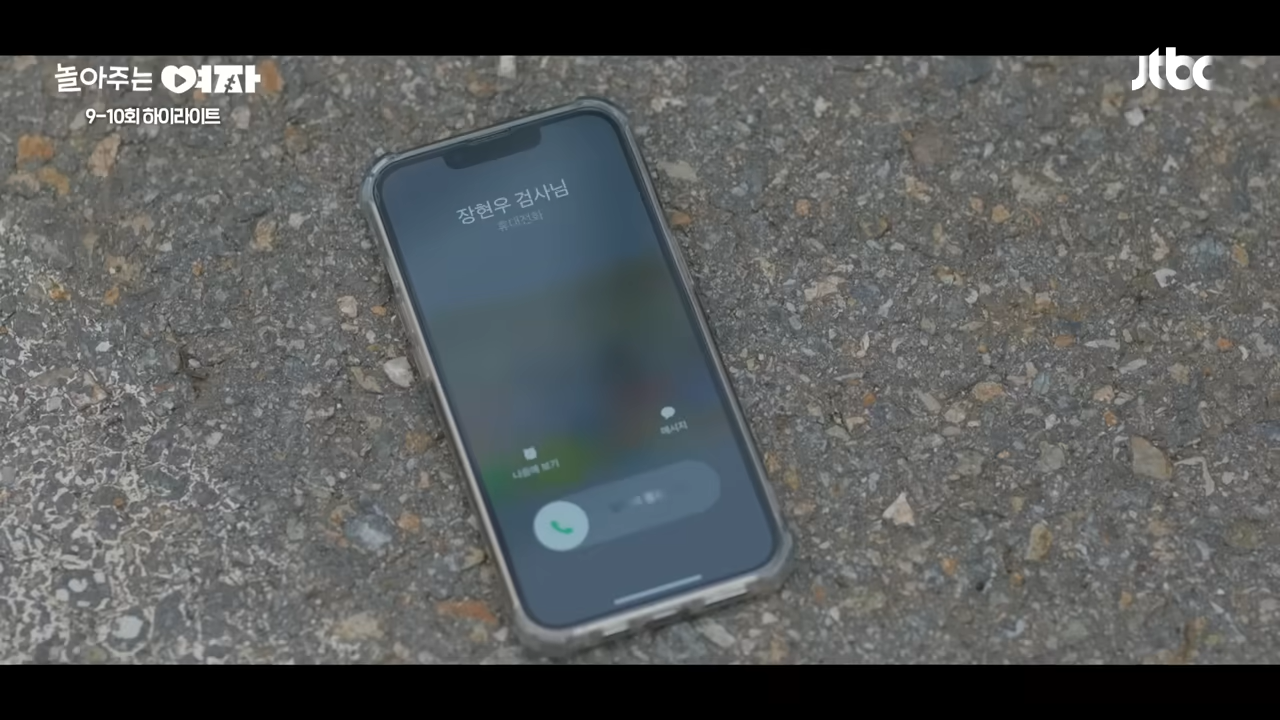 놀아주는 여짜
9-10회 하이라이트
jtbc
장현우 검사님
휴대전화
메시지
나중에 보기